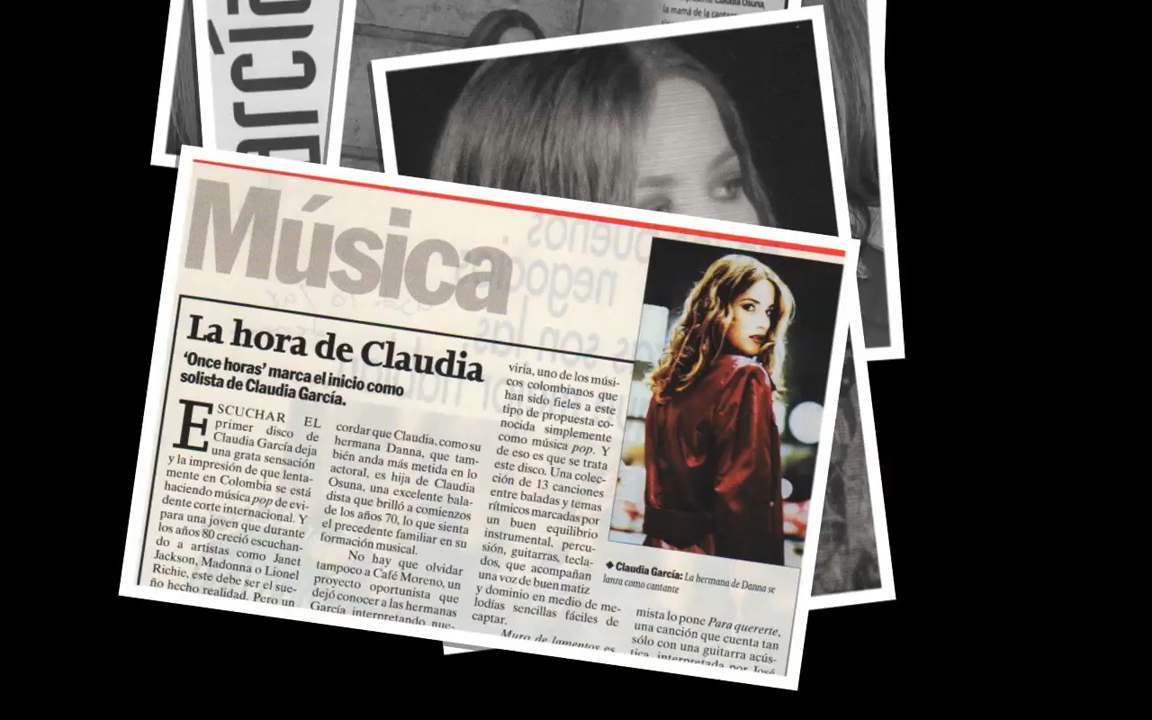 la mamá de la
Música
La hora de Claudia
'Once horas' marca el inicio como
solista de Claudia García.
ESCUCHAR EL
primer disco de
Claudia García deja
una grata sensación
y la impresión de que lenta-
mente en Colombia se está
haciendo música pop de evi-
dente corte internacional. Y
para una joven que durante
los años 80 creció escuchan-
do a artistas como Janet
Jackson, Madonna o Lionel
Richie, este debe ser el sue-
ño hecho realidad. Pero un
cordar que Claudia, como su
hermana Danna, que tam-
bién anda más metida en lo
actoral, es hija de Claudia
Osuna, una excelente bala-
dista que brilló a comienzos
de los años 70, lo que sienta
el precedente familiar en su
formación musical.
No hay que olvidar
tampoco a Café Moreno, un
proyecto oportunista que
dejó conocer a las hermanas
García interpretando nue-
viría, uno de los músi-
cos colombianos que
han sido fieles a este
tipo de propuesta co-
nocida simplemente
como música pop. Y
de eso es que se trata
este disco. Una colec-
ción de 13 canciones
entre baladas y temas
rítmicos marcadas por
un buen equilibrio
instrumental, percu-
sión, guitarras, tecla-
dos, que acompañan
una voz de buen matiz
y dominio en medio de me-
lodías sencillas fáciles de
captar.
Muro de lamentos es
◆ Claudia García: La hermana de Danna se
lanza como cantante
mista lo pone Para quererte,
una canción que cuenta tan
sólo con una guitarra acús-
tica interpretada por José